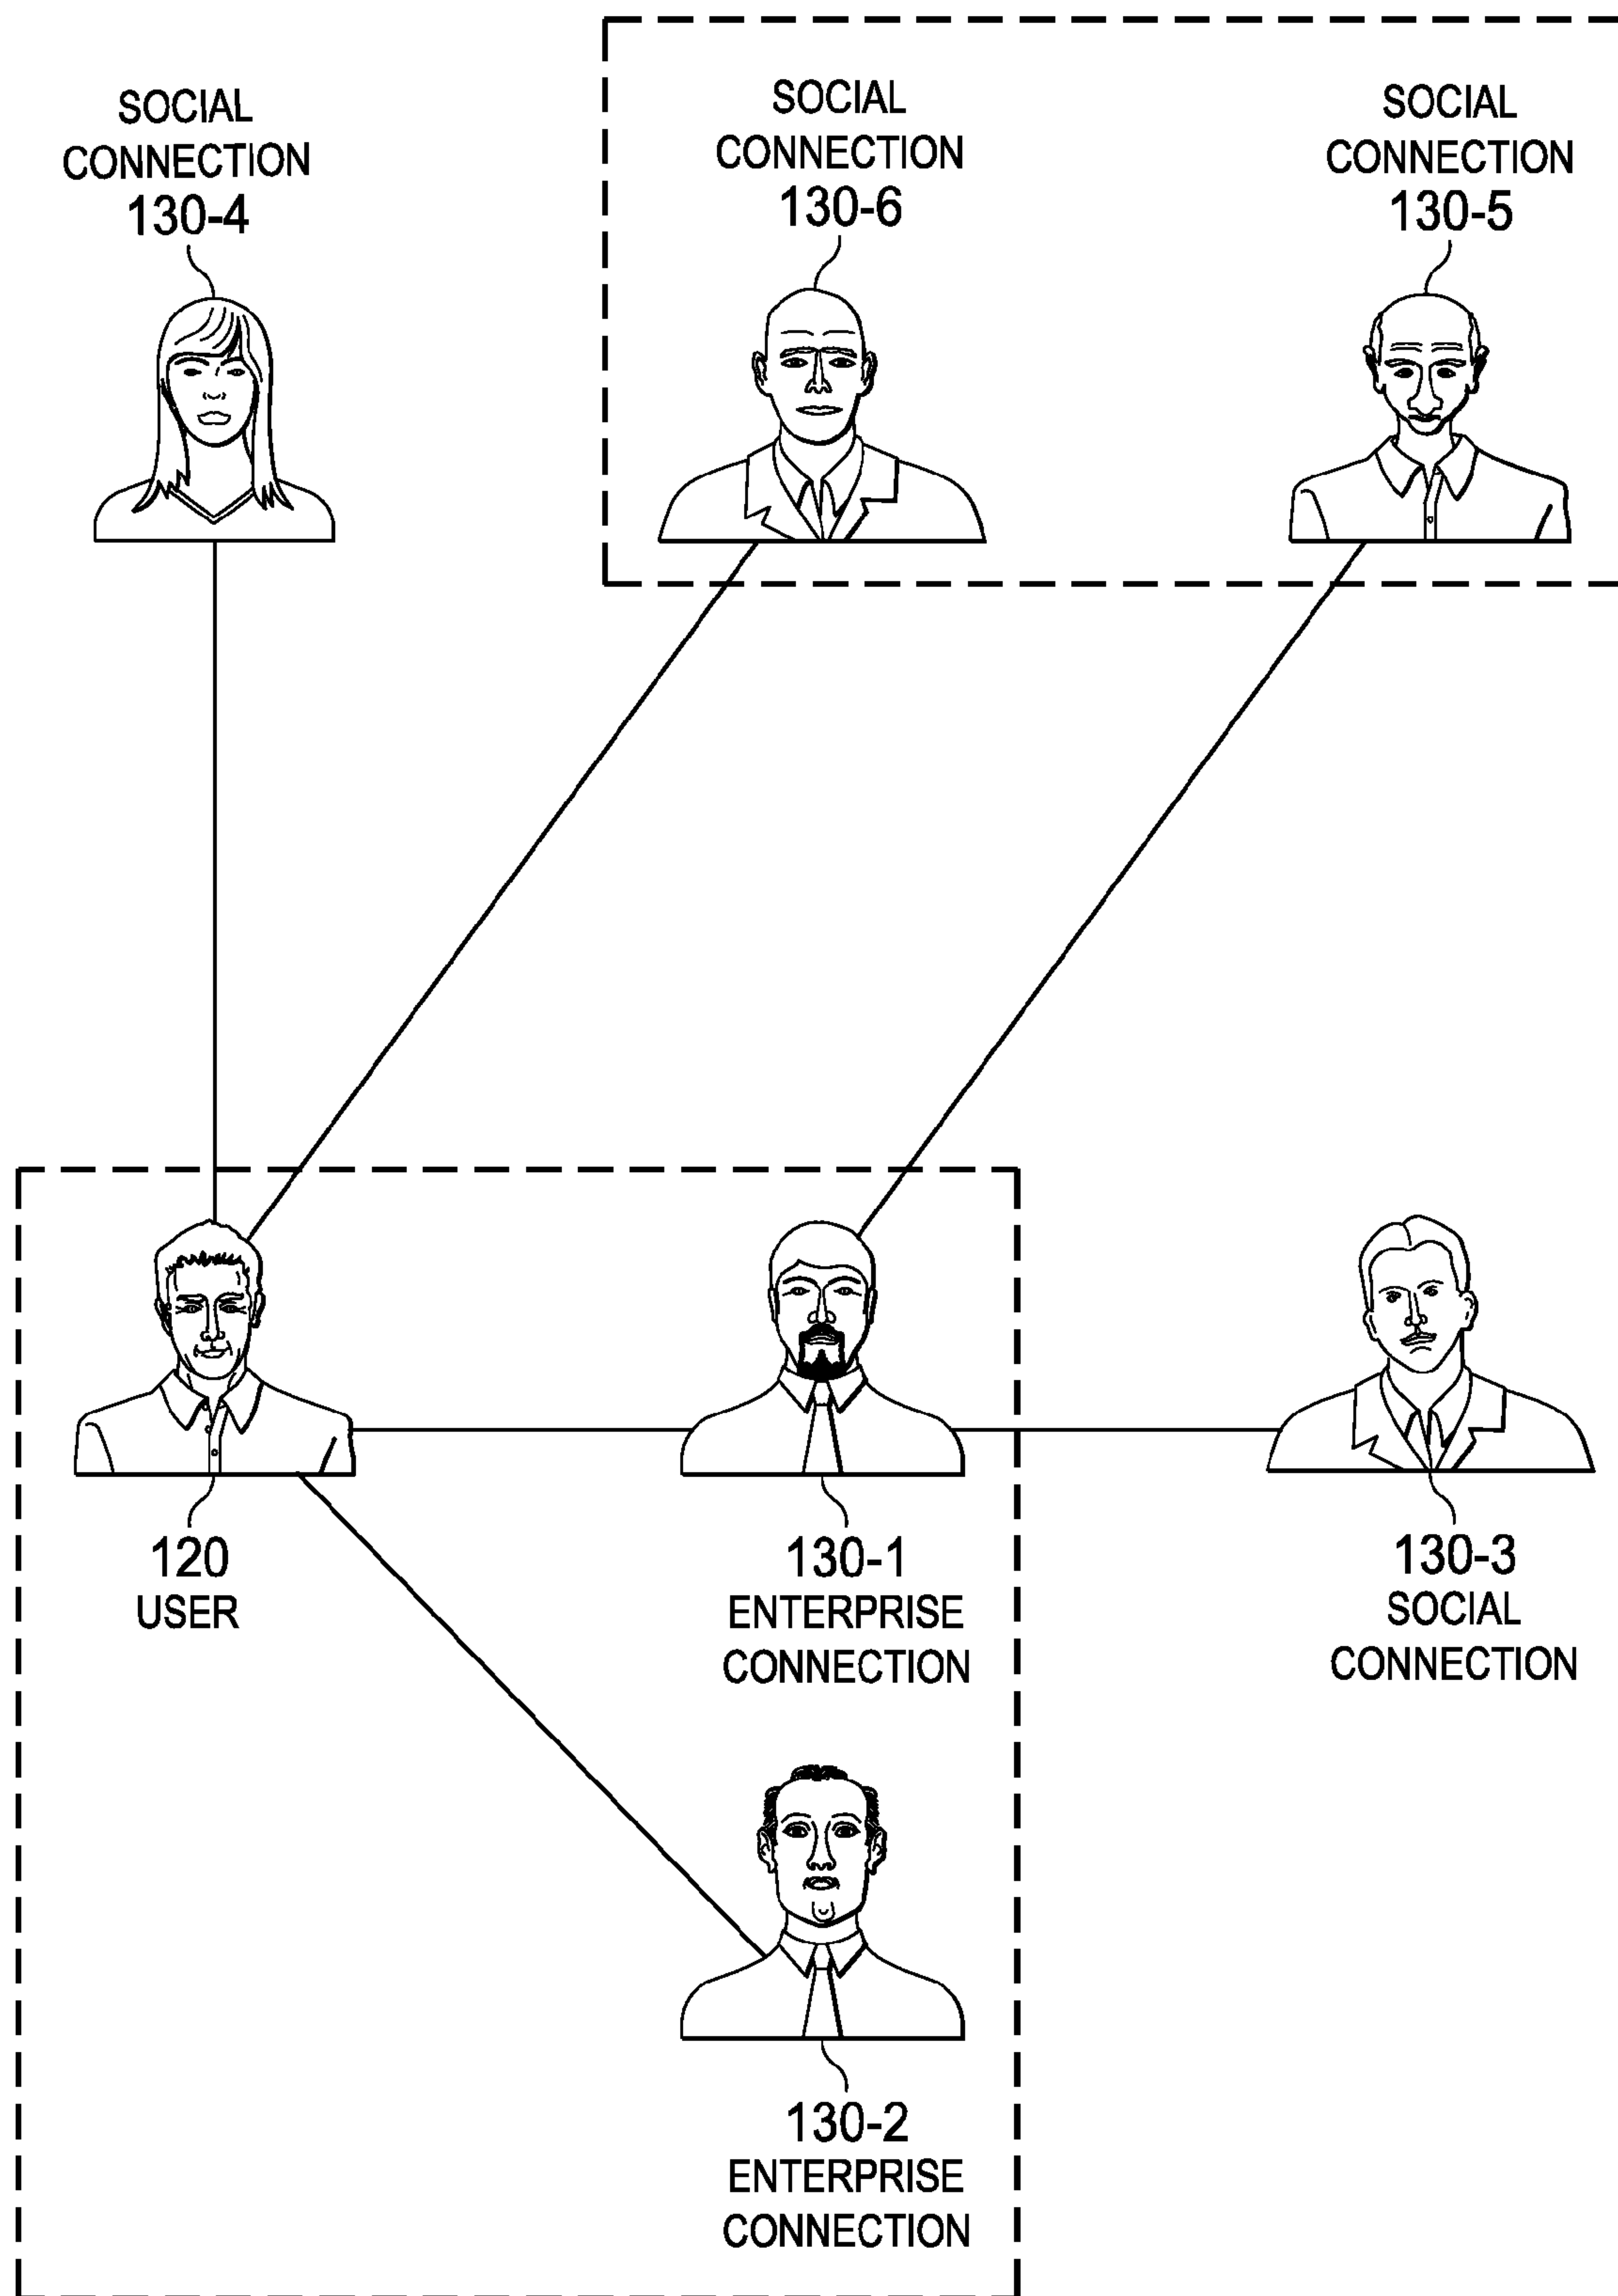 SOCIAL
CONNECTION
130-4
SOCIAL
CONNECTION
130-6
SOCIAL
CONNECTION
130-5
120
USER
130-1
ENTERPRISE
CONNECTION
130-3
SOCIAL
CONNECTION
130-2
ENTERPRISE
CONNECTION